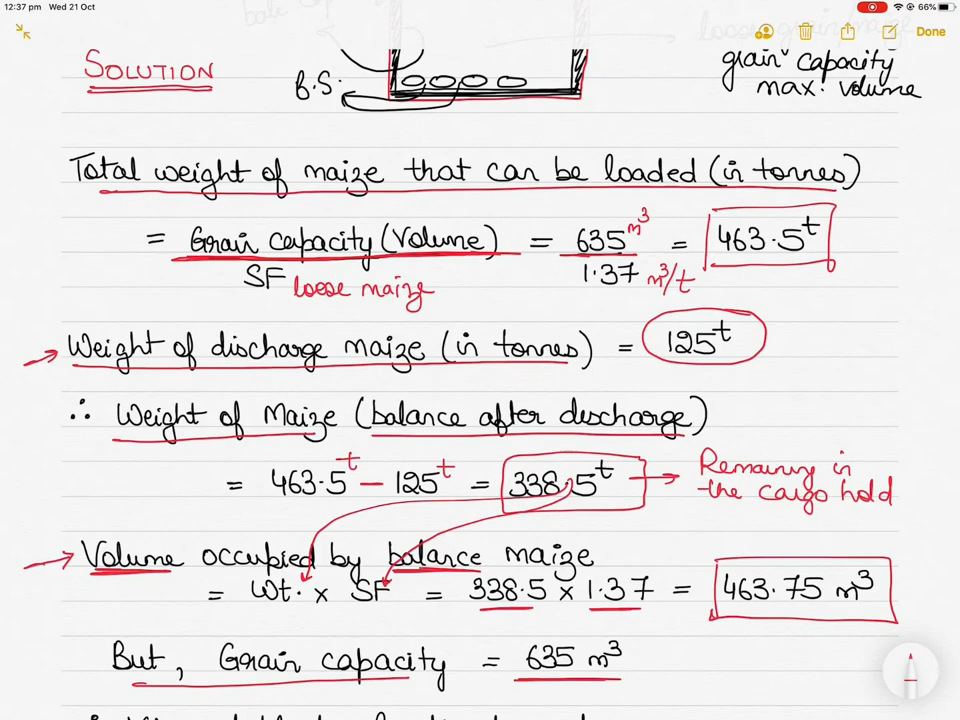 12:37 pm Wed 21 Oct
66%
Done
SOLUTION
B.S.
grain capacity
max. volume
Total weight of maize that can be loaded (in tonnes)
= Grain capacity (Volume) = 635 m³ = 463.5t
SF loose maize 1.37 m³/t
Weight of discharge maize (in tonnes) = 125t
∴ Weight of Maize (balance after discharge)
= 463.5t - 125t = 338.5t → Remaining in
the cargo hold
Volume occupied by balance maize
= Wt. x SF = 338.5 x 1.37 = 463.75 m³
But, Grain capacity = 635 m³